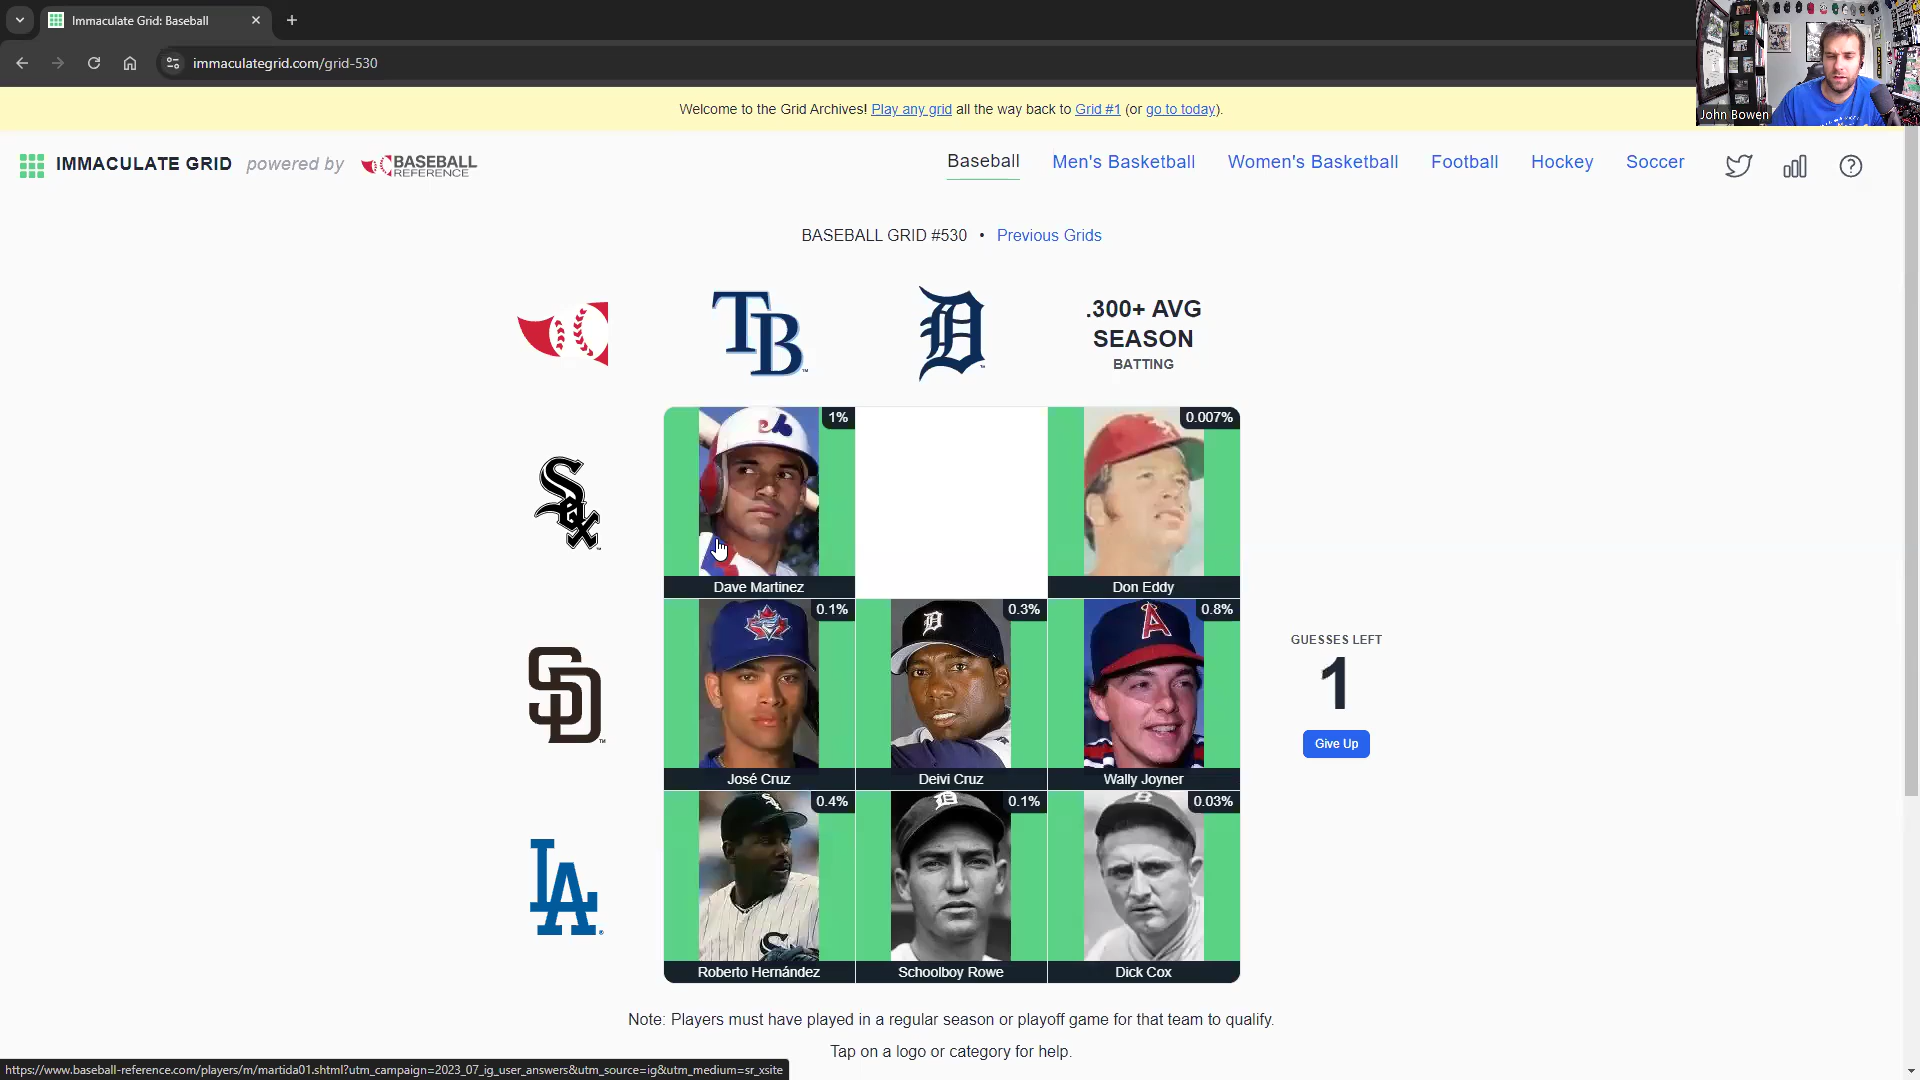 Immaculate Grid: Baseball
immaculategrid.com/grid-530
John Bowen
Welcome to the Grid Archives! Play any grid all the way back to Grid #1 (or go to today).
IMMACULATE GRID powered by BASEBALL REFERENCE
Baseball Men's Basketball Women's Basketball Football Hockey Soccer
BASEBALL GRID #530 • Previous Grids
TB
D
.300+ AVG
SEASON
BATTING
Sox
1%
Dave Martinez
0.007%
Don Eddy
SD
0.1%
José Cruz
0.3%
Deivi Cruz
0.8%
Wally Joyner
GUESSES LEFT
1
Give Up
LA
0.4%
Roberto Hernández
0.1%
Schoolboy Rowe
0.03%
Dick Cox
Note: Players must have played in a regular season or playoff game for that team to qualify.
Tap on a logo or category for help.
https://www.baseball-reference.com/players/m/martida01.shtml?utm_campaign=2023_07_ig_user_answers&utm_source=ig&utm_medium=sr_xsite